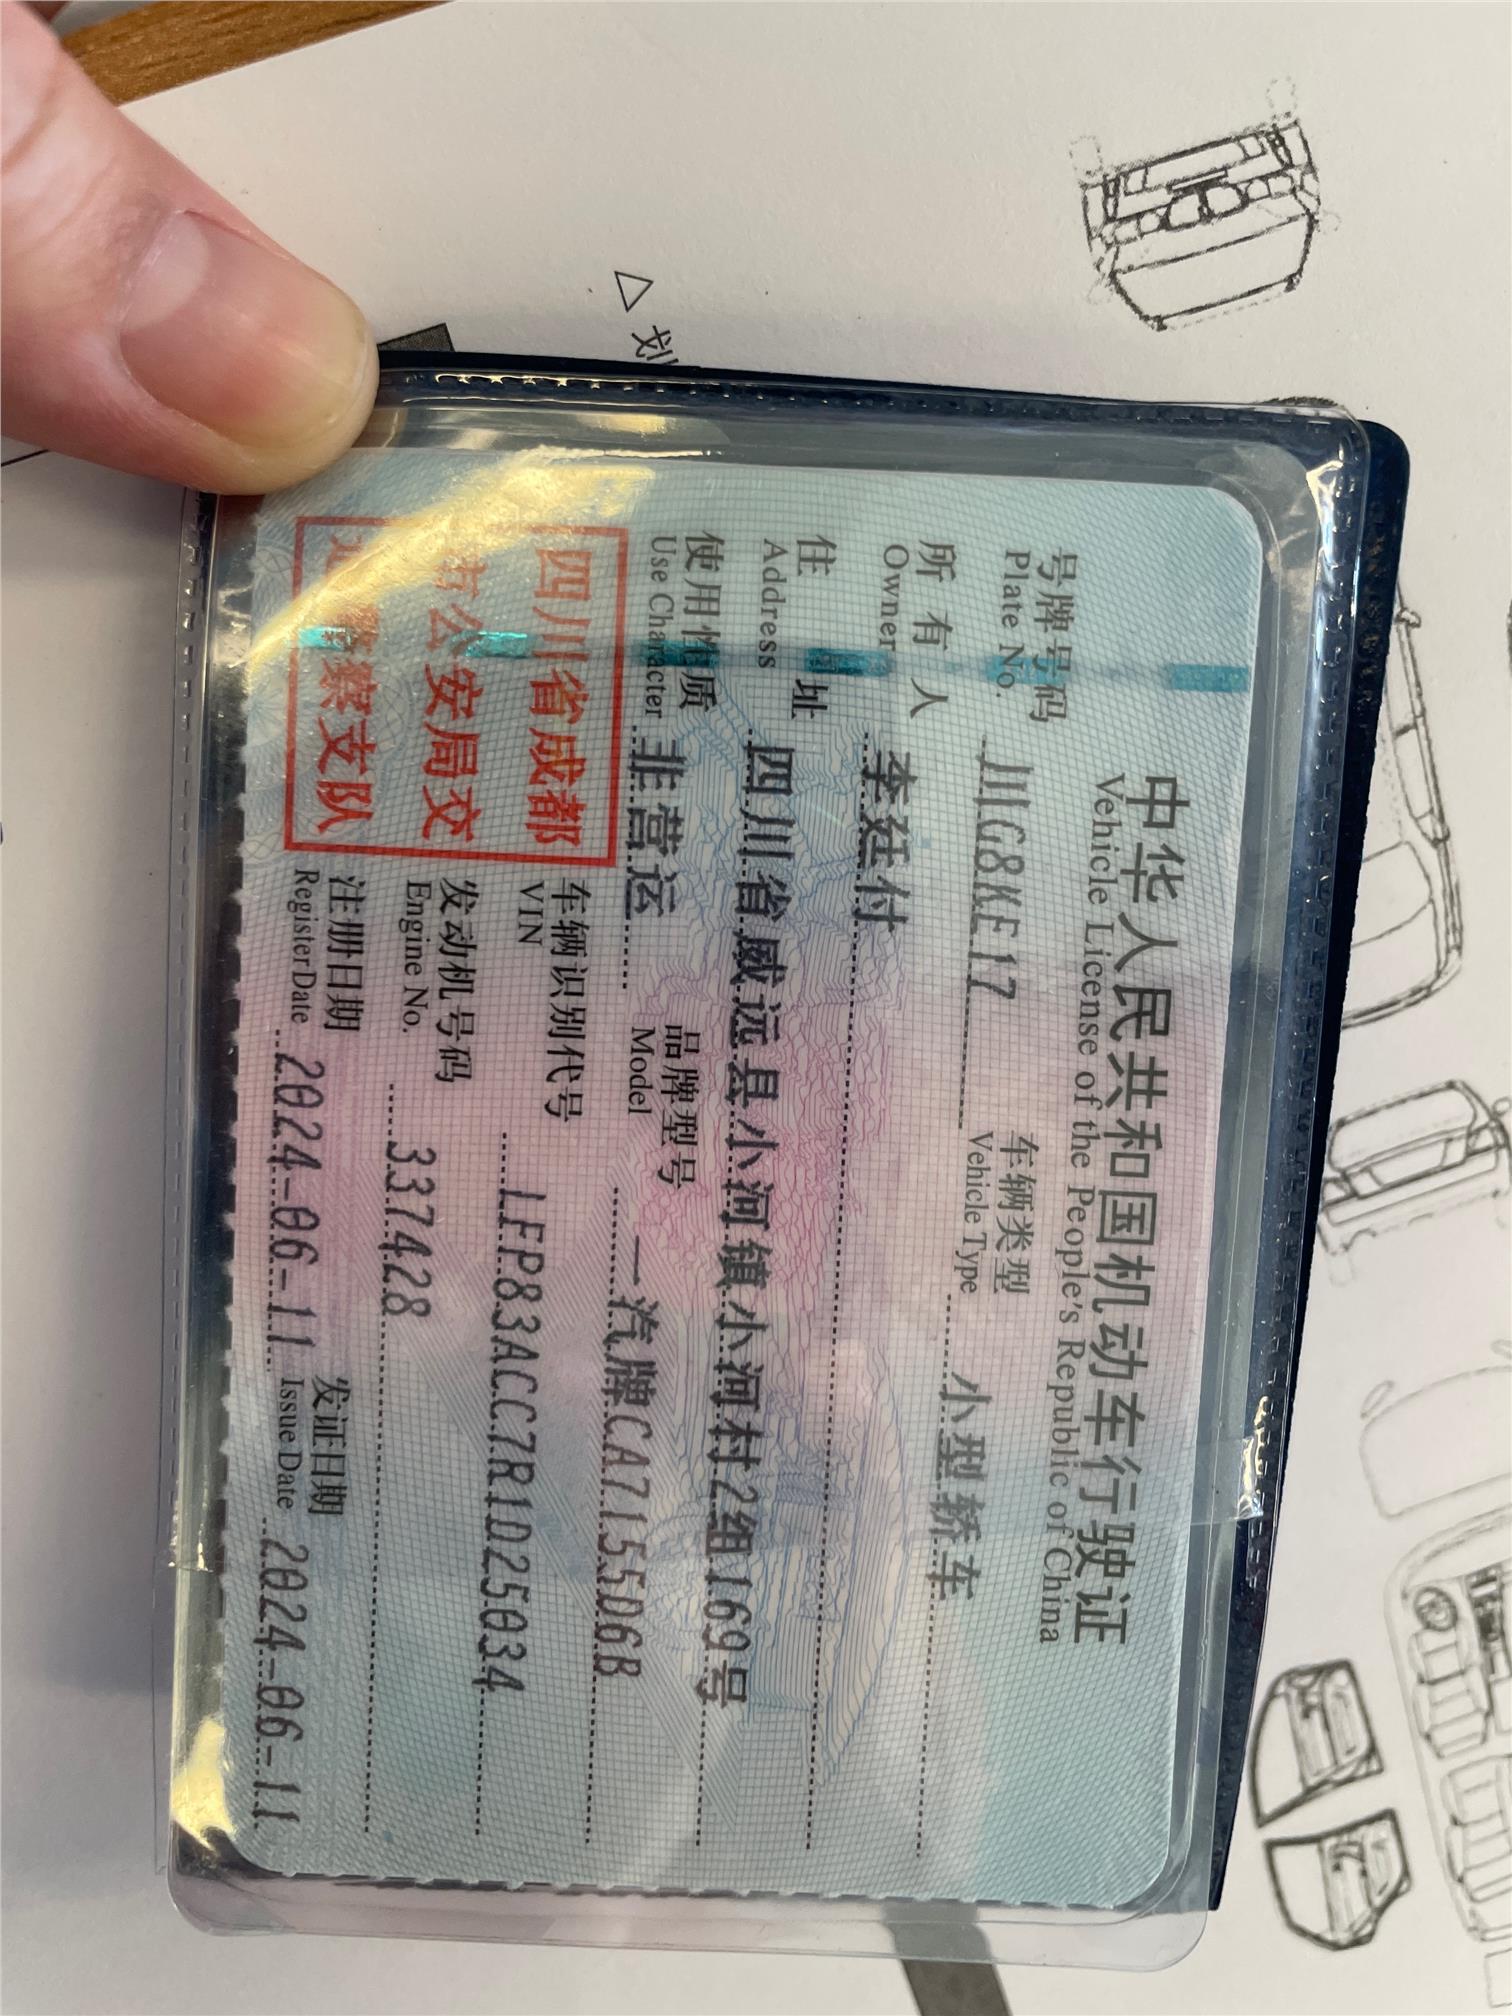 中华人民共和国机动车行驶证
Vehicle License of the People's Republic of China
号牌号码 川G8KE17 车辆类型 小型轿车
Plate No. Vehicle Type
所有人 李廷付
Owner
住址 四川省威远县小河镇小河村2组169号
Address
使用性质 非营运 品牌型号 一汽牌CA7155D6B
Use Character Model
四川省成都
市公安局交
通警察支队
车辆识别代号 LFP83ACC7R1D25034
VIN
发动机号码 337428
Engine No.
注册日期 2024-06-11 发证日期 2024-06-11
Register Date Issue Date
△ 划